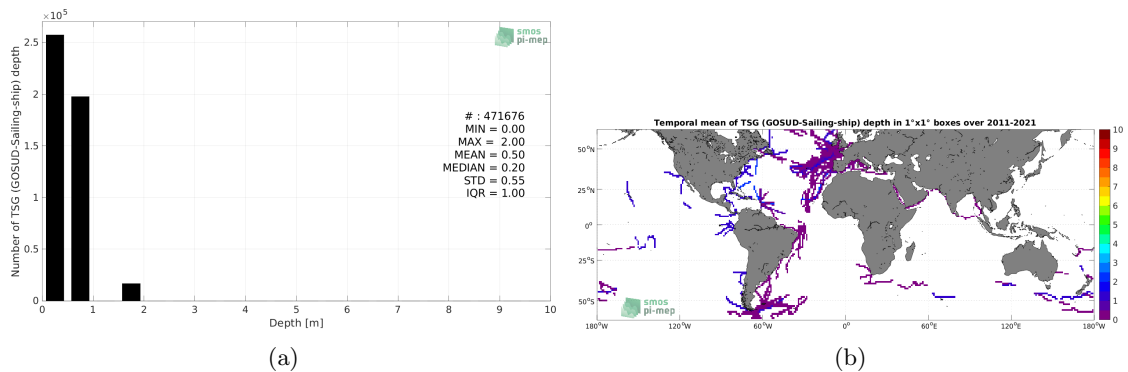 ×10⁵
smos
pi-mep
Number of TSG (GOSUD-Sailing-ship) depth
2.5
2
1.5
1
0.5
0
# : 471676
MIN = 0.00
MAX = 2.00
MEAN = 0.50
MEDIAN = 0.20
STD = 0.55
IQR = 1.00
0 1 2 3 4 5 6 7 8 9 10
Depth [m]
(a)
Temporal mean of TSG (GOSUD-Sailing-ship) depth in 1°x1° boxes over 2011-2021
50°N
25°N
0°
25°S
50°S
smos
pi-mep
180°W 120°W 60°W 0° 60°E 120°E 180°W
10
9
8
7
6
5
4
3
2
1
0
(b)